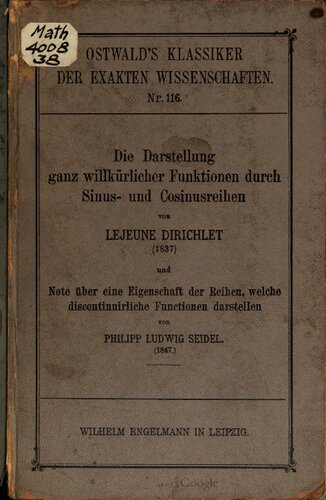 Math
4008
38
OSTWALD'S KLASSIKER
DER EXAKTEN WISSENSCHAFTEN.
Nr. 116.
Die Darstellung
ganz willkürlicher Funktionen durch
Sinus- und Cosinusreihen
von
LEJEUNE DIRICHLET
(1837)
und
Note über eine Eigenschaft der Reihen, welche
discontinuirliche Functionen darstellen
von
PHILIPP LUDWIG SEIDEL.
(1847.)
WILHELM ENGELMANN IN LEIPZIG.
Google